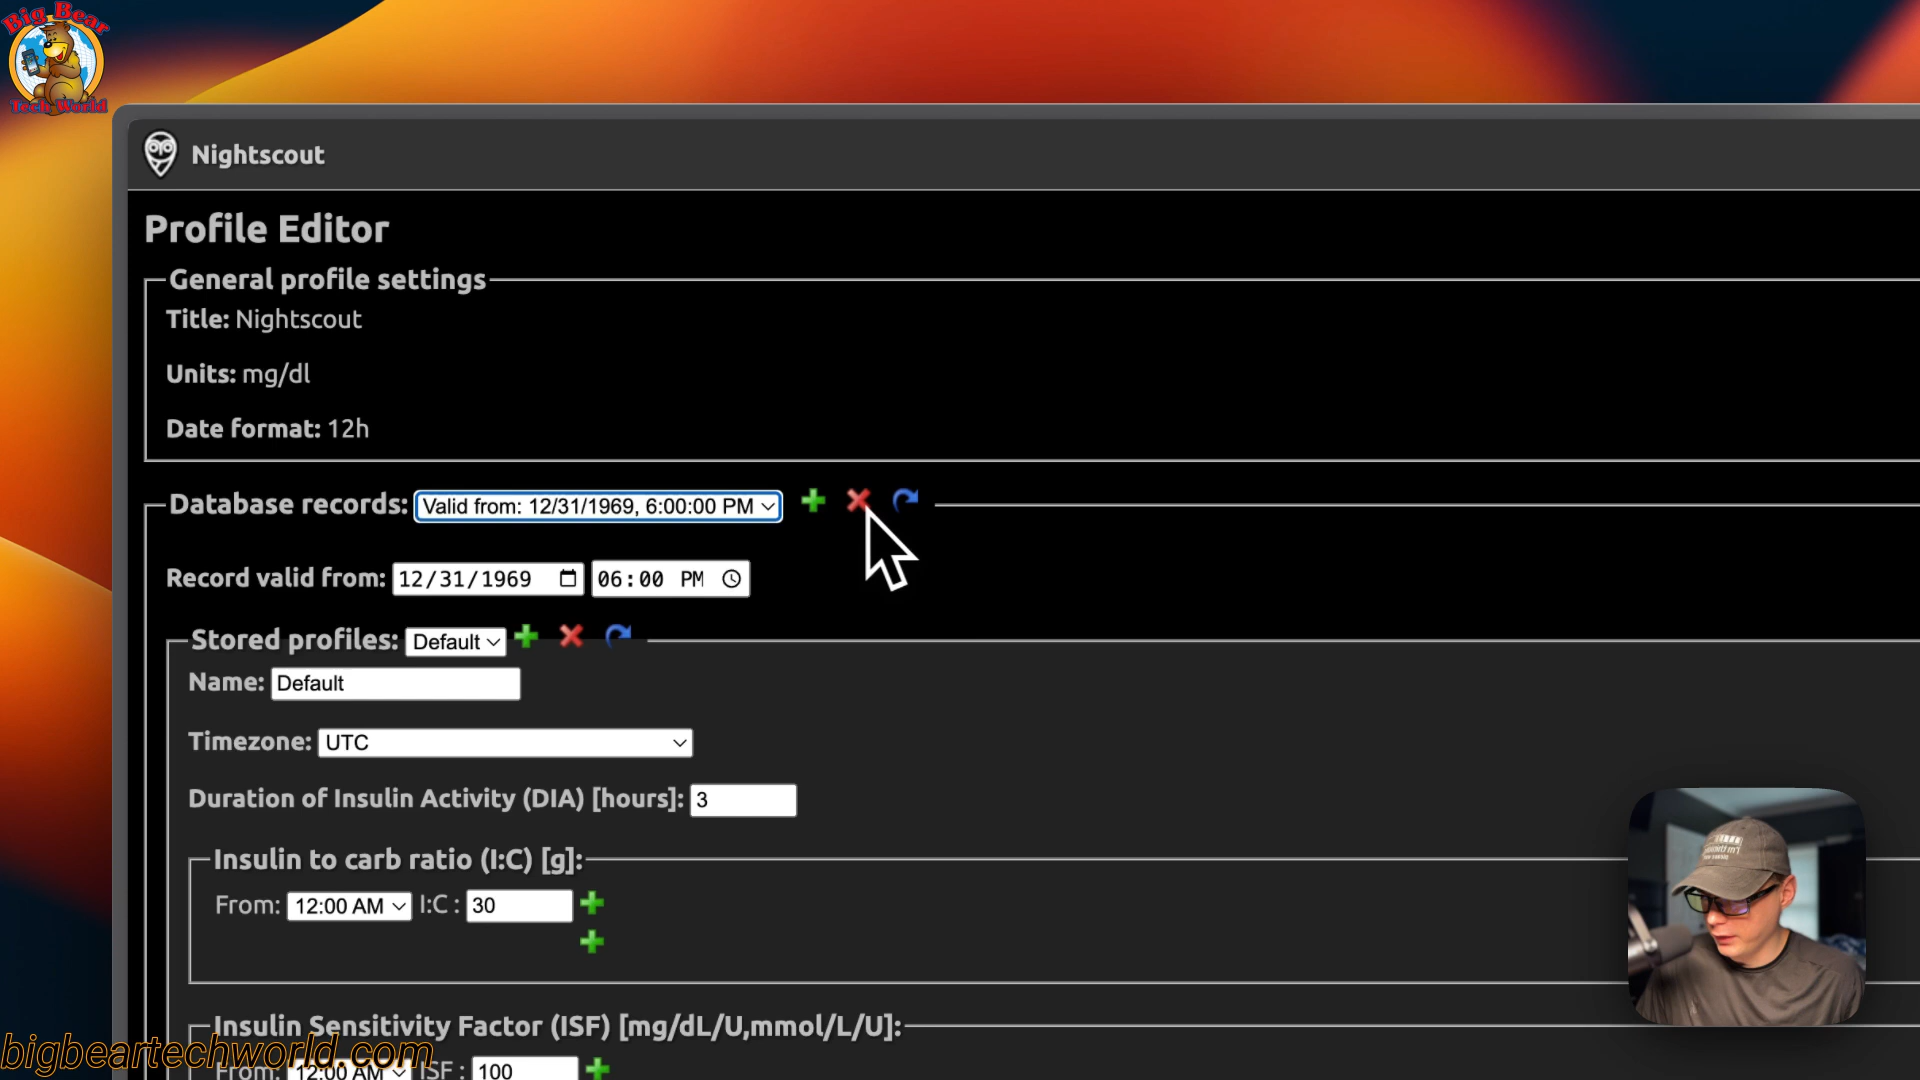 Big Bear
Tech World
Nightscout
Profile Editor
General profile settings
Title: Nightscout
Units: mg/dl
Date format: 12h
Database records: Valid from: 12/31/1969, 6:00:00 PM
Record valid from: 12/31/1969 06:00 PM
Stored profiles: Default
Name: Default
Timezone: UTC
Duration of Insulin Activity (DIA) [hours]: 3
Insulin to carb ratio (I:C) [g]:
From: 12:00 AM I:C : 30
Insulin Sensitivity Factor (ISF) [mg/dL/U,mmol/L/U]:
From: 12:00 AM ISF : 100
bigbeartechworld.com